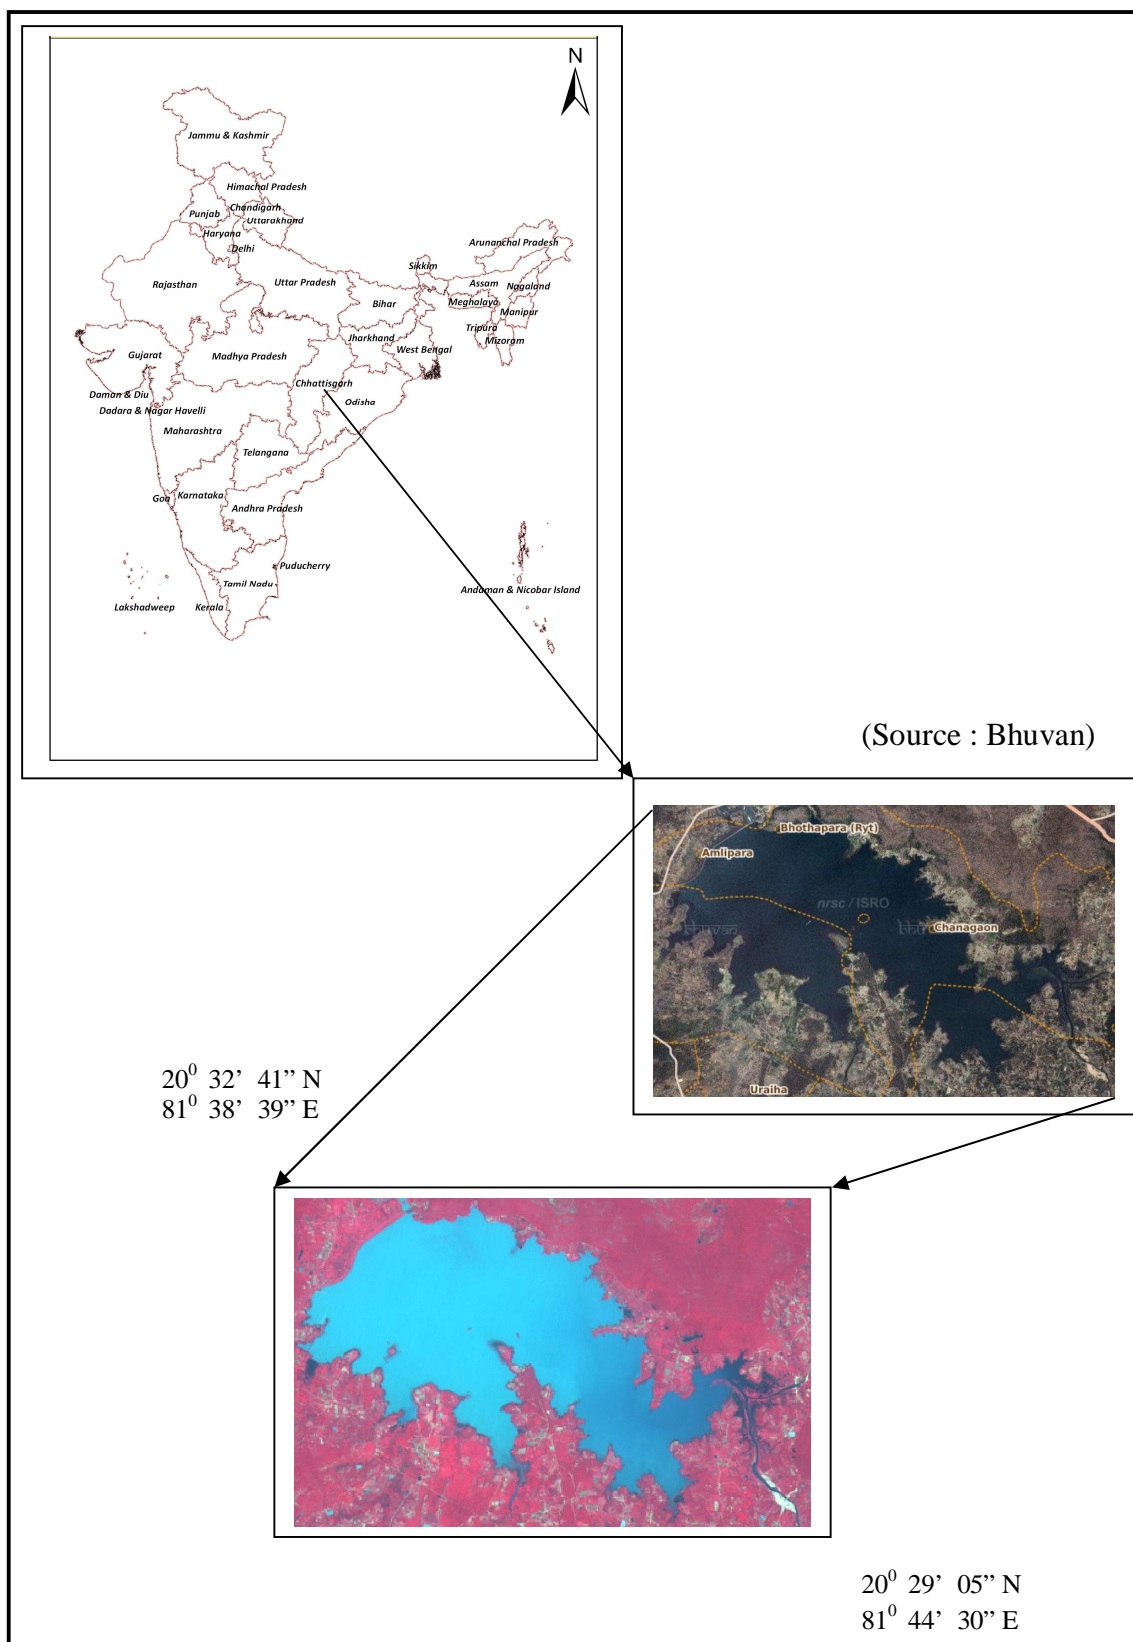 N
Jammu & Kashmir
Himachal Pradesh
Chandigarh
Punjab
Uttarakhand
Haryana
Delhi
Arunanchal Pradesh
Sikkim
Rajasthan
Uttar Pradesh
Assam
Nagaland
Bihar
Meghalaya
Manipur
Tripura
Jharkhand
Mizoram
West Bengal
Gujarat
Madhya Pradesh
Chhattisgarh
Daman & Diu
Odisha
Dadara & Nagar Havelli
Maharashtra
Telangana
Goa
Karnataka
Andhra Pradesh
Puducherry
Tamil Nadu
Andaman & Nicobar Island
Lakshadweep
Kerala
(Source : Bhuvan)
Bhothapara (Ryt)
Amlipara
nrsc / ISRO
Chanagaon
Uraiha
20⁰ 32’ 41” N
81⁰ 38’ 39” E
20⁰ 29’ 05” N
81⁰ 44’ 30” E